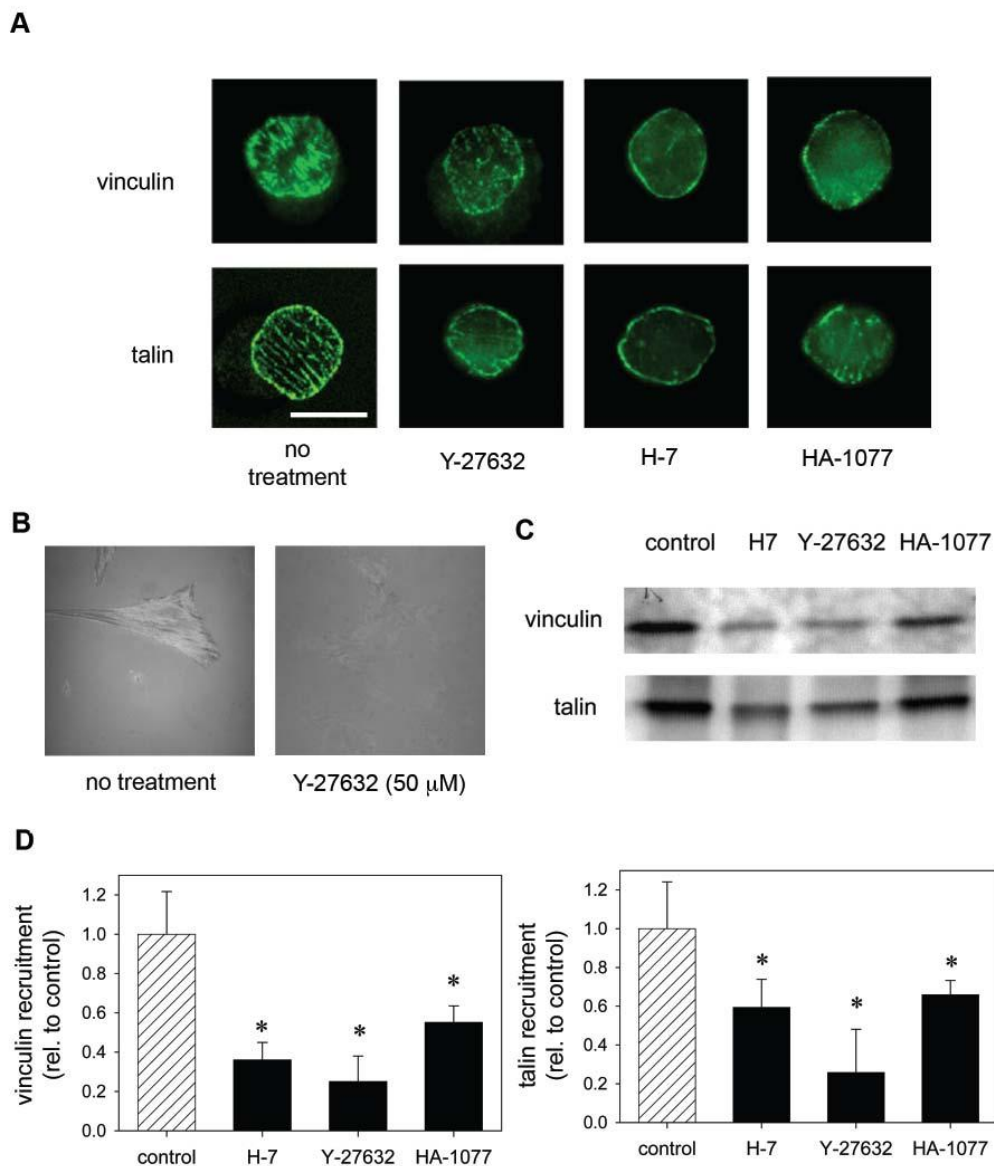 A
vinculin
talin
no
treatment
Y-27632
H-7
HA-1077
B
no treatment
Y-27632 (50 μM)
C
control H7 Y-27632 HA-1077
vinculin
talin
D
vinculin recruitment
(rel. to control)
1.2
1.0
0.8
0.6
0.4
0.2
0.0
* * *
control H-7 Y-27632 HA-1077
talin recruitment
(rel. to control)
1.2
1.0
0.8
0.6
0.4
0.2
0.0
* * *
control H-7 Y-27632 HA-1077